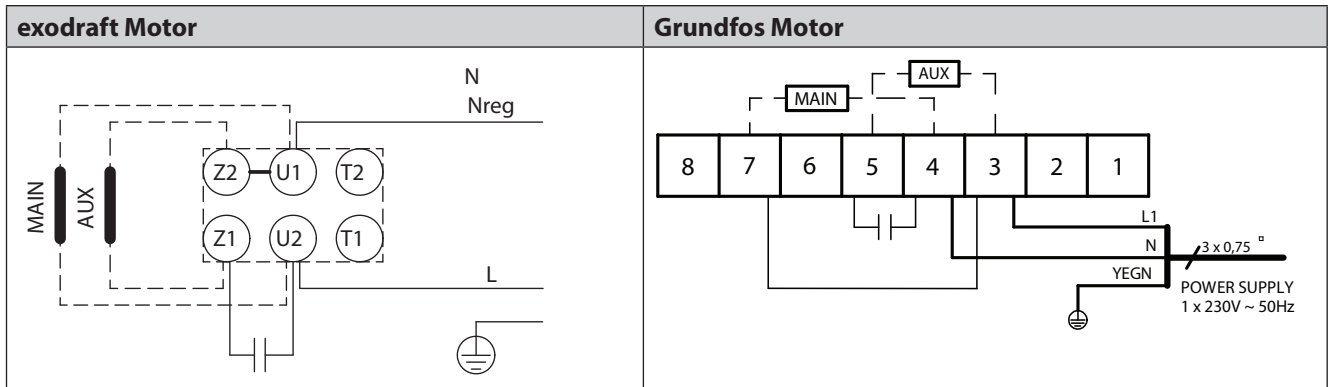 exodraft Motor
N
Nreg
MAIN
AUX
Z2
U1
T2
Z1
U2
T1
L
Grundfos Motor
AUX
MAIN
8 7 6 5 4 3 2 1
L1
N
3 x 0,75 □
YEGN
POWER SUPPLY
1 x 230V ~ 50Hz